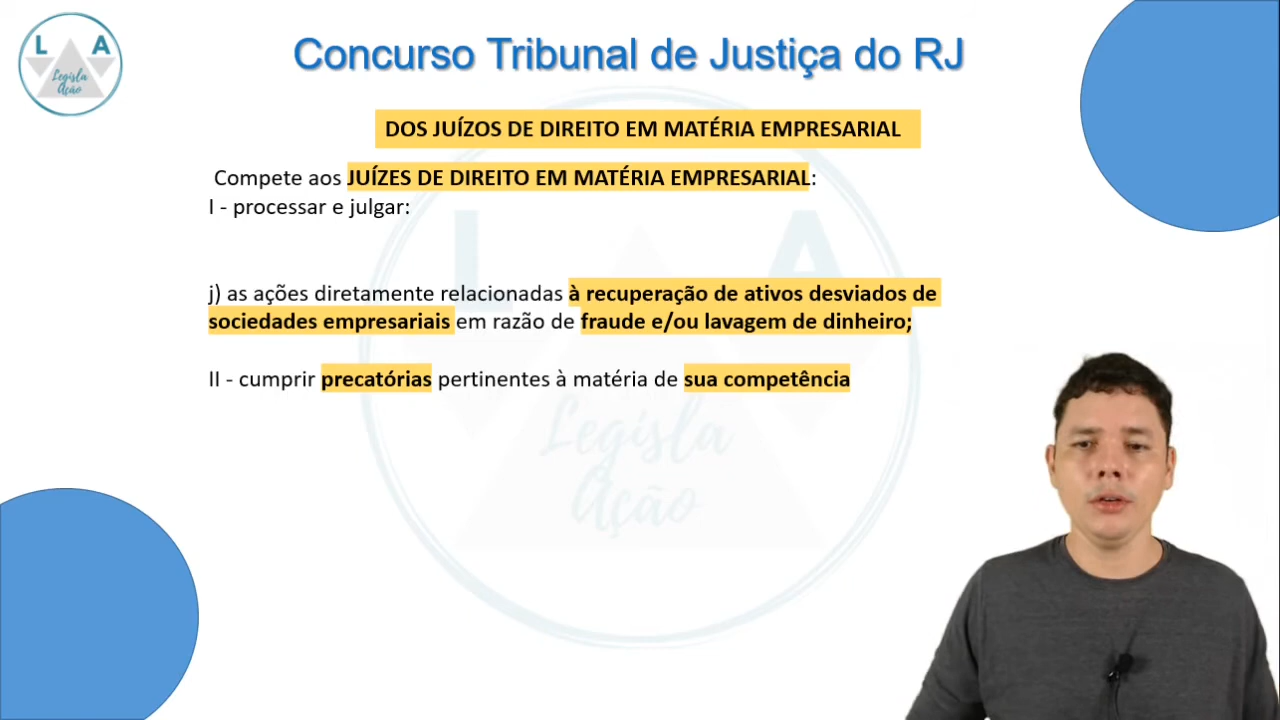 L A
Legisla
Ação
Concurso Tribunal de Justiça do RJ
DOS JUÍZOS DE DIREITO EM MATÉRIA EMPRESARIAL
Compete aos JUÍZES DE DIREITO EM MATÉRIA EMPRESARIAL:
I - processar e julgar:
j) as ações diretamente relacionadas à recuperação de ativos desviados de
sociedades empresariais em razão de fraude e/ou lavagem de dinheiro;
II - cumprir precatórias pertinentes à matéria de sua competência
L A
Legisla
Ação